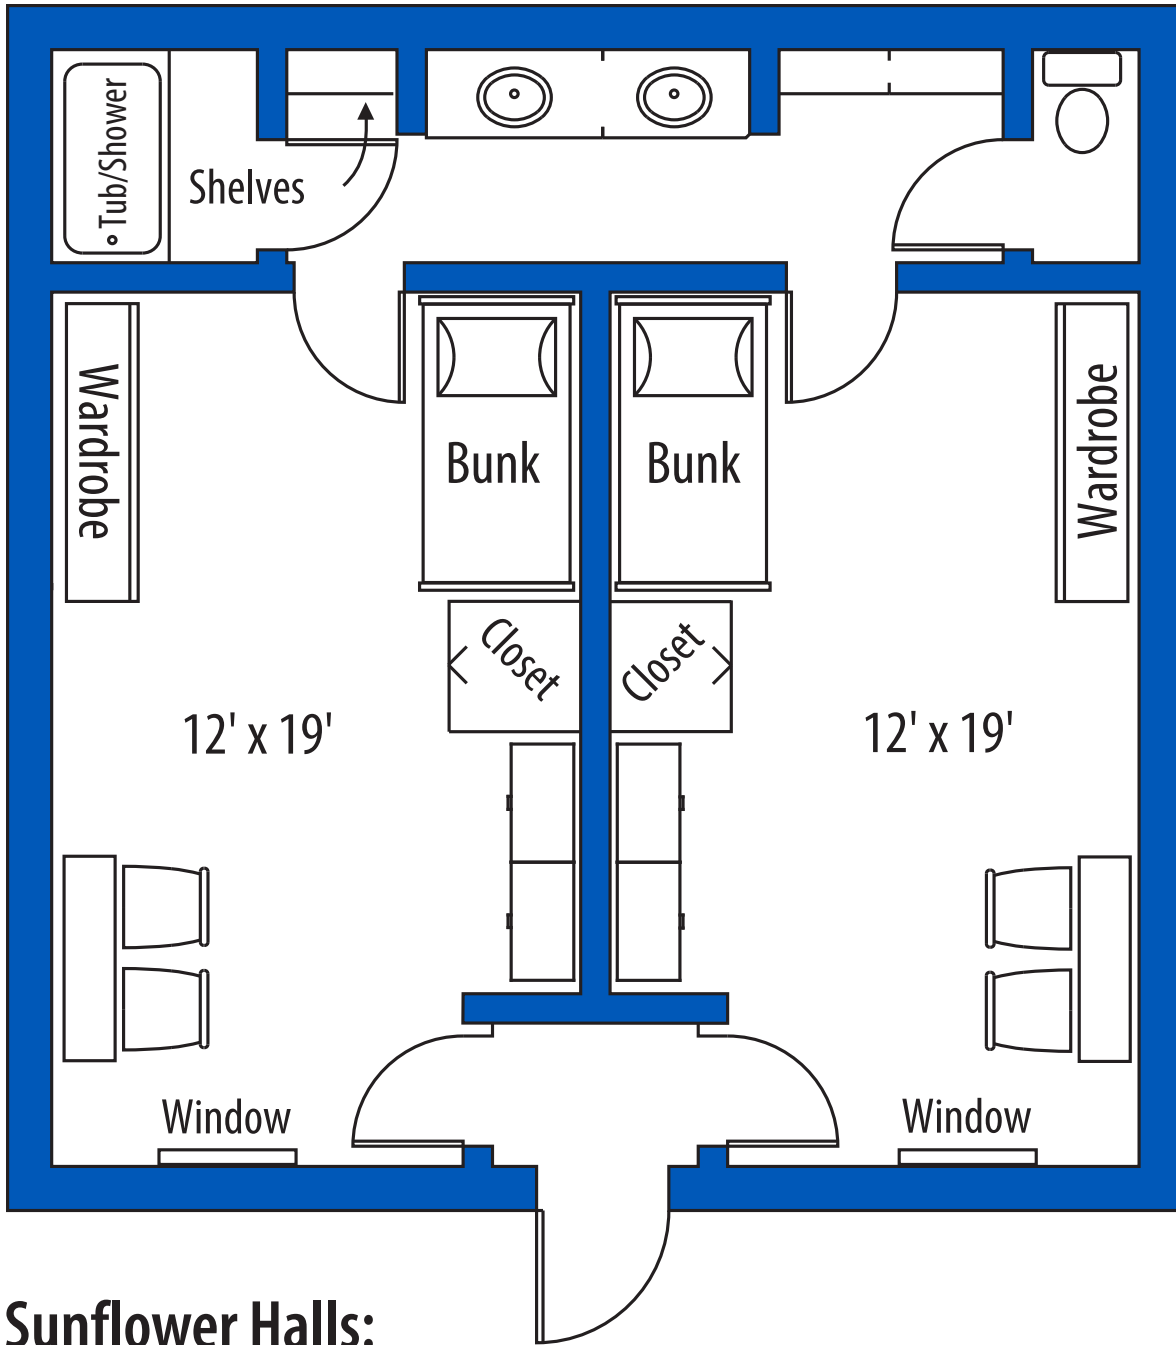 Tub/Shower
Shelves
Wardrobe
Bunk
Bunk
Wardrobe
Closet
Closet
12' x 19'
12' x 19'
Window
Window
Sunflower Halls: